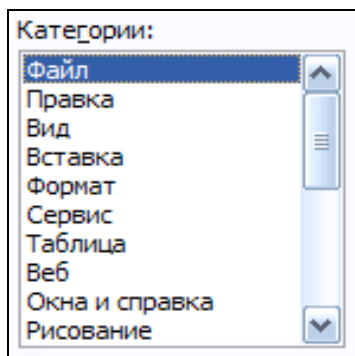 Категории:
Файл
Правка
Вид
Вставка
Формат
Сервис
Таблица
Веб
Окна и справка
Рисование